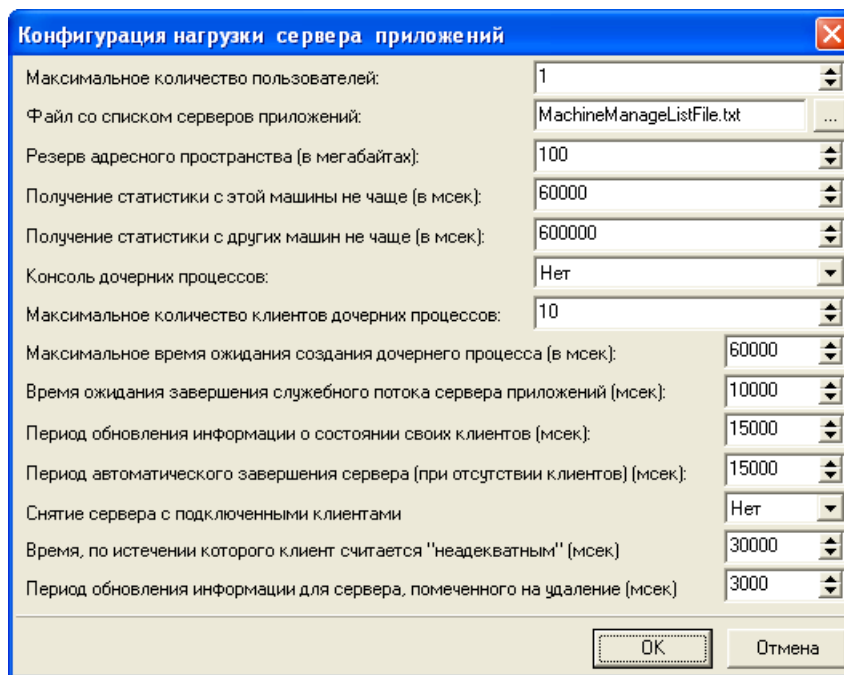 Конфигурация нагрузки сервера приложений
Максимальное количество пользователей: 1
Файл со списком серверов приложений: MachineManageListFile.txt ...
Резерв адресного пространства (в мегабайтах): 100
Получение статистики с этой машины не чаще (в мсек): 60000
Получение статистики с других машин не чаще (в мсек): 600000
Консоль дочерних процессов: Нет
Максимальное количество клиентов дочерних процессов: 10
Максимальное время ожидания создания дочернего процесса (в мсек): 60000
Время ожидания завершения служебного потока сервера приложений (мсек): 10000
Период обновления информации о состоянии своих клиентов (мсек): 15000
Период автоматического завершения сервера (при отсутствии клиентов) (мсек): 15000
Снятие сервера с подключенными клиентами Нет
Время, по истечении которого клиент считается "неадекватным" (мсек) 30000
Период обновления информации для сервера, помеченного на удаление (мсек) 3000
OK Отмена